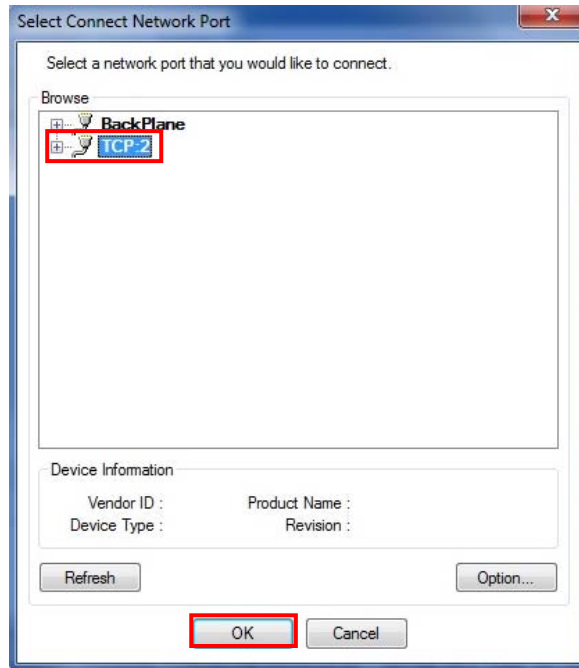 Select Connect Network Port
Select a network port that you would like to connect.
Browse
BackPlane
TCP:2
Device Information
Vendor ID : Product Name :
Device Type : Revision :
Refresh Option...
OK Cancel